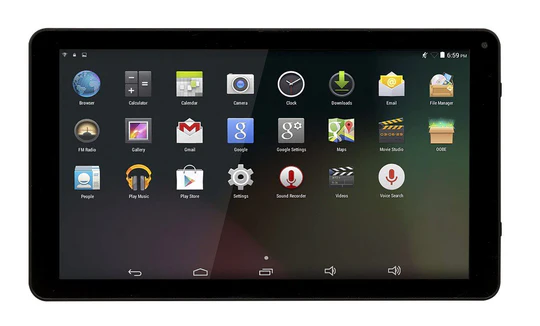 6:59 PM
Browser Calculator Calendar Camera Clock Downloads Email File Manager
FM Radio Gallery Gmail Google Google Settings Maps Movie Studio OOBE
People Play Music Play Store Settings Sound Recorder Videos Voice Search